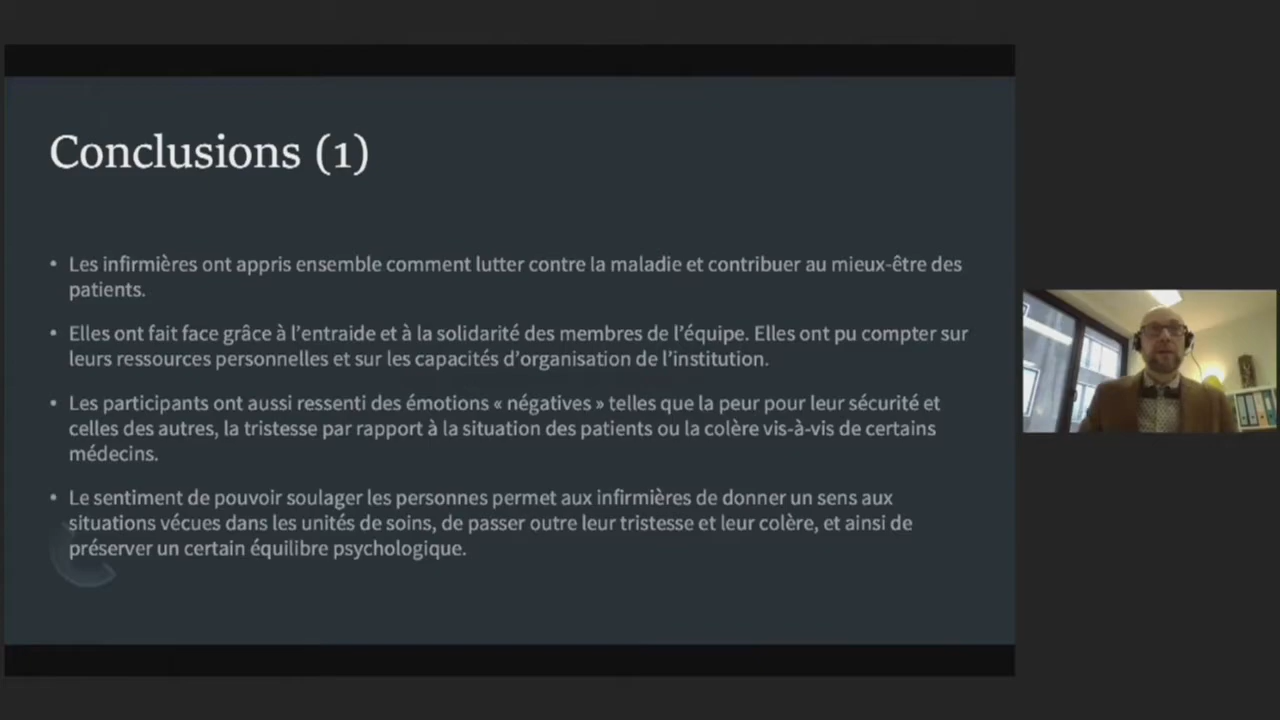 Conclusions (1)
• Les infirmières ont appris ensemble comment lutter contre la maladie et contribuer au mieux-être des
patients.
• Elles ont fait face grâce à l’entraide et à la solidarité des membres de l’équipe. Elles ont pu compter sur
leurs ressources personnelles et sur les capacités d’organisation de l’institution.
• Les participants ont aussi ressenti des émotions « négatives » telles que la peur pour leur sécurité et
celles des autres, la tristesse par rapport à la situation des patients ou la colère vis-à-vis de certains
médecins.
• Le sentiment de pouvoir soulager les personnes permet aux infirmières de donner un sens aux
situations vécues dans les unités de soins, de passer outre leur tristesse et leur colère, et ainsi de
préserver un certain équilibre psychologique.